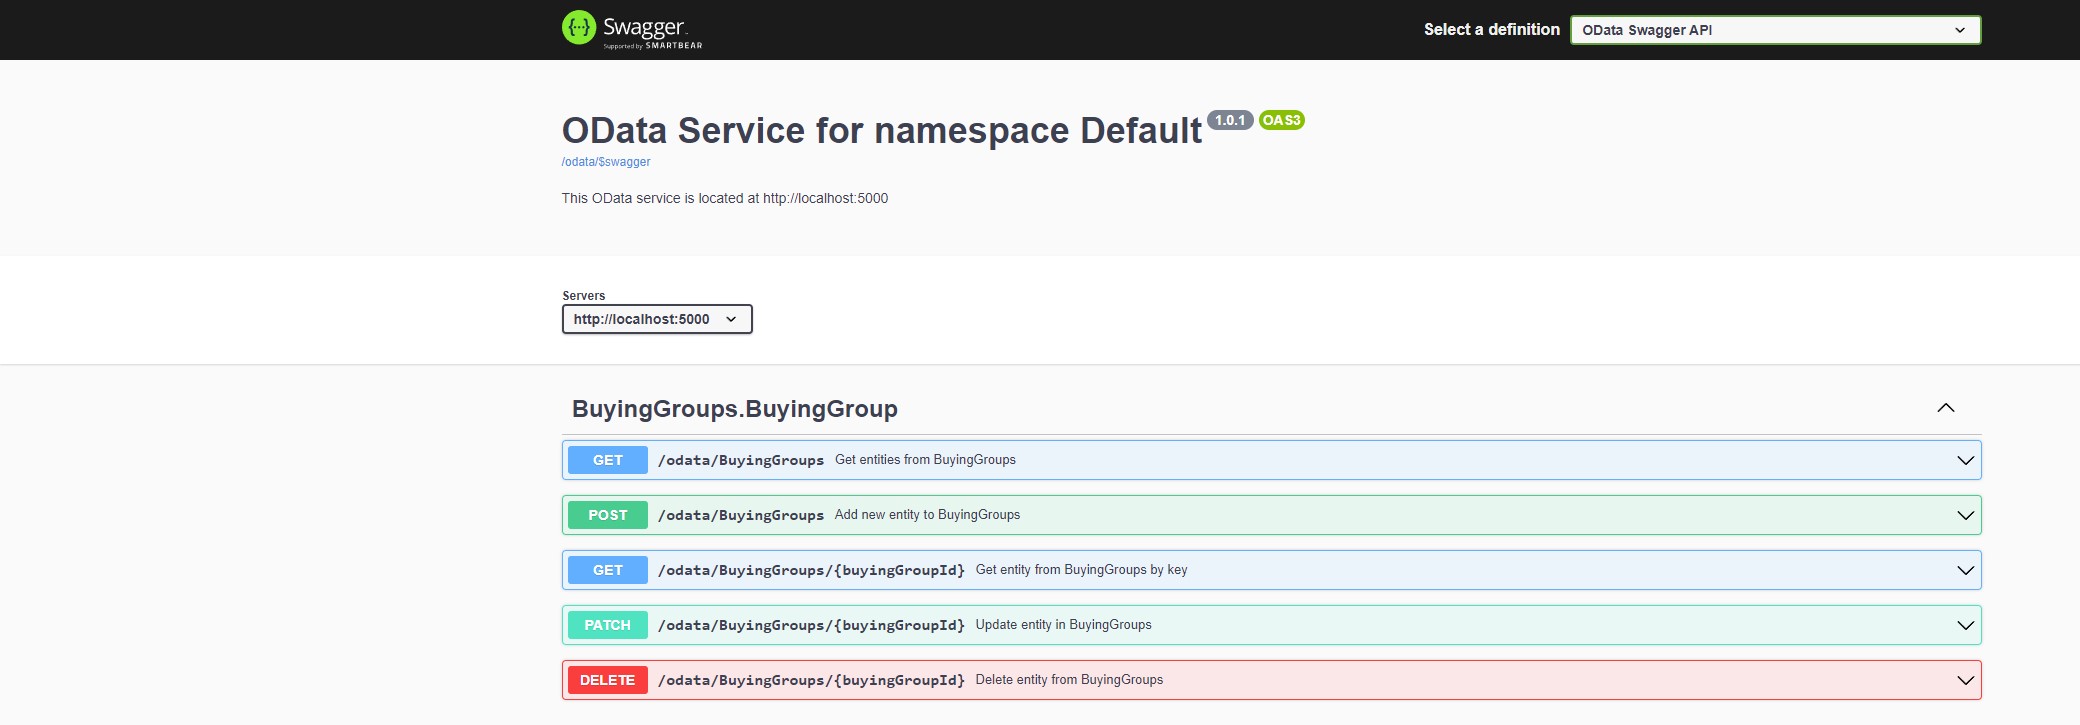 {···} Swagger.
Supported by SMARTBEAR
Select a definition OData Swagger API
OData Service for namespace Default 1.0.1 OAS3
/odata/$swagger
This OData service is located at http://localhost:5000
Servers
http://localhost:5000
BuyingGroups.BuyingGroup
GET /odata/BuyingGroups Get entities from BuyingGroups
POST /odata/BuyingGroups Add new entity to BuyingGroups
GET /odata/BuyingGroups/{buyingGroupId} Get entity from BuyingGroups by key
PATCH /odata/BuyingGroups/{buyingGroupId} Update entity in BuyingGroups
DELETE /odata/BuyingGroups/{buyingGroupId} Delete entity from BuyingGroups